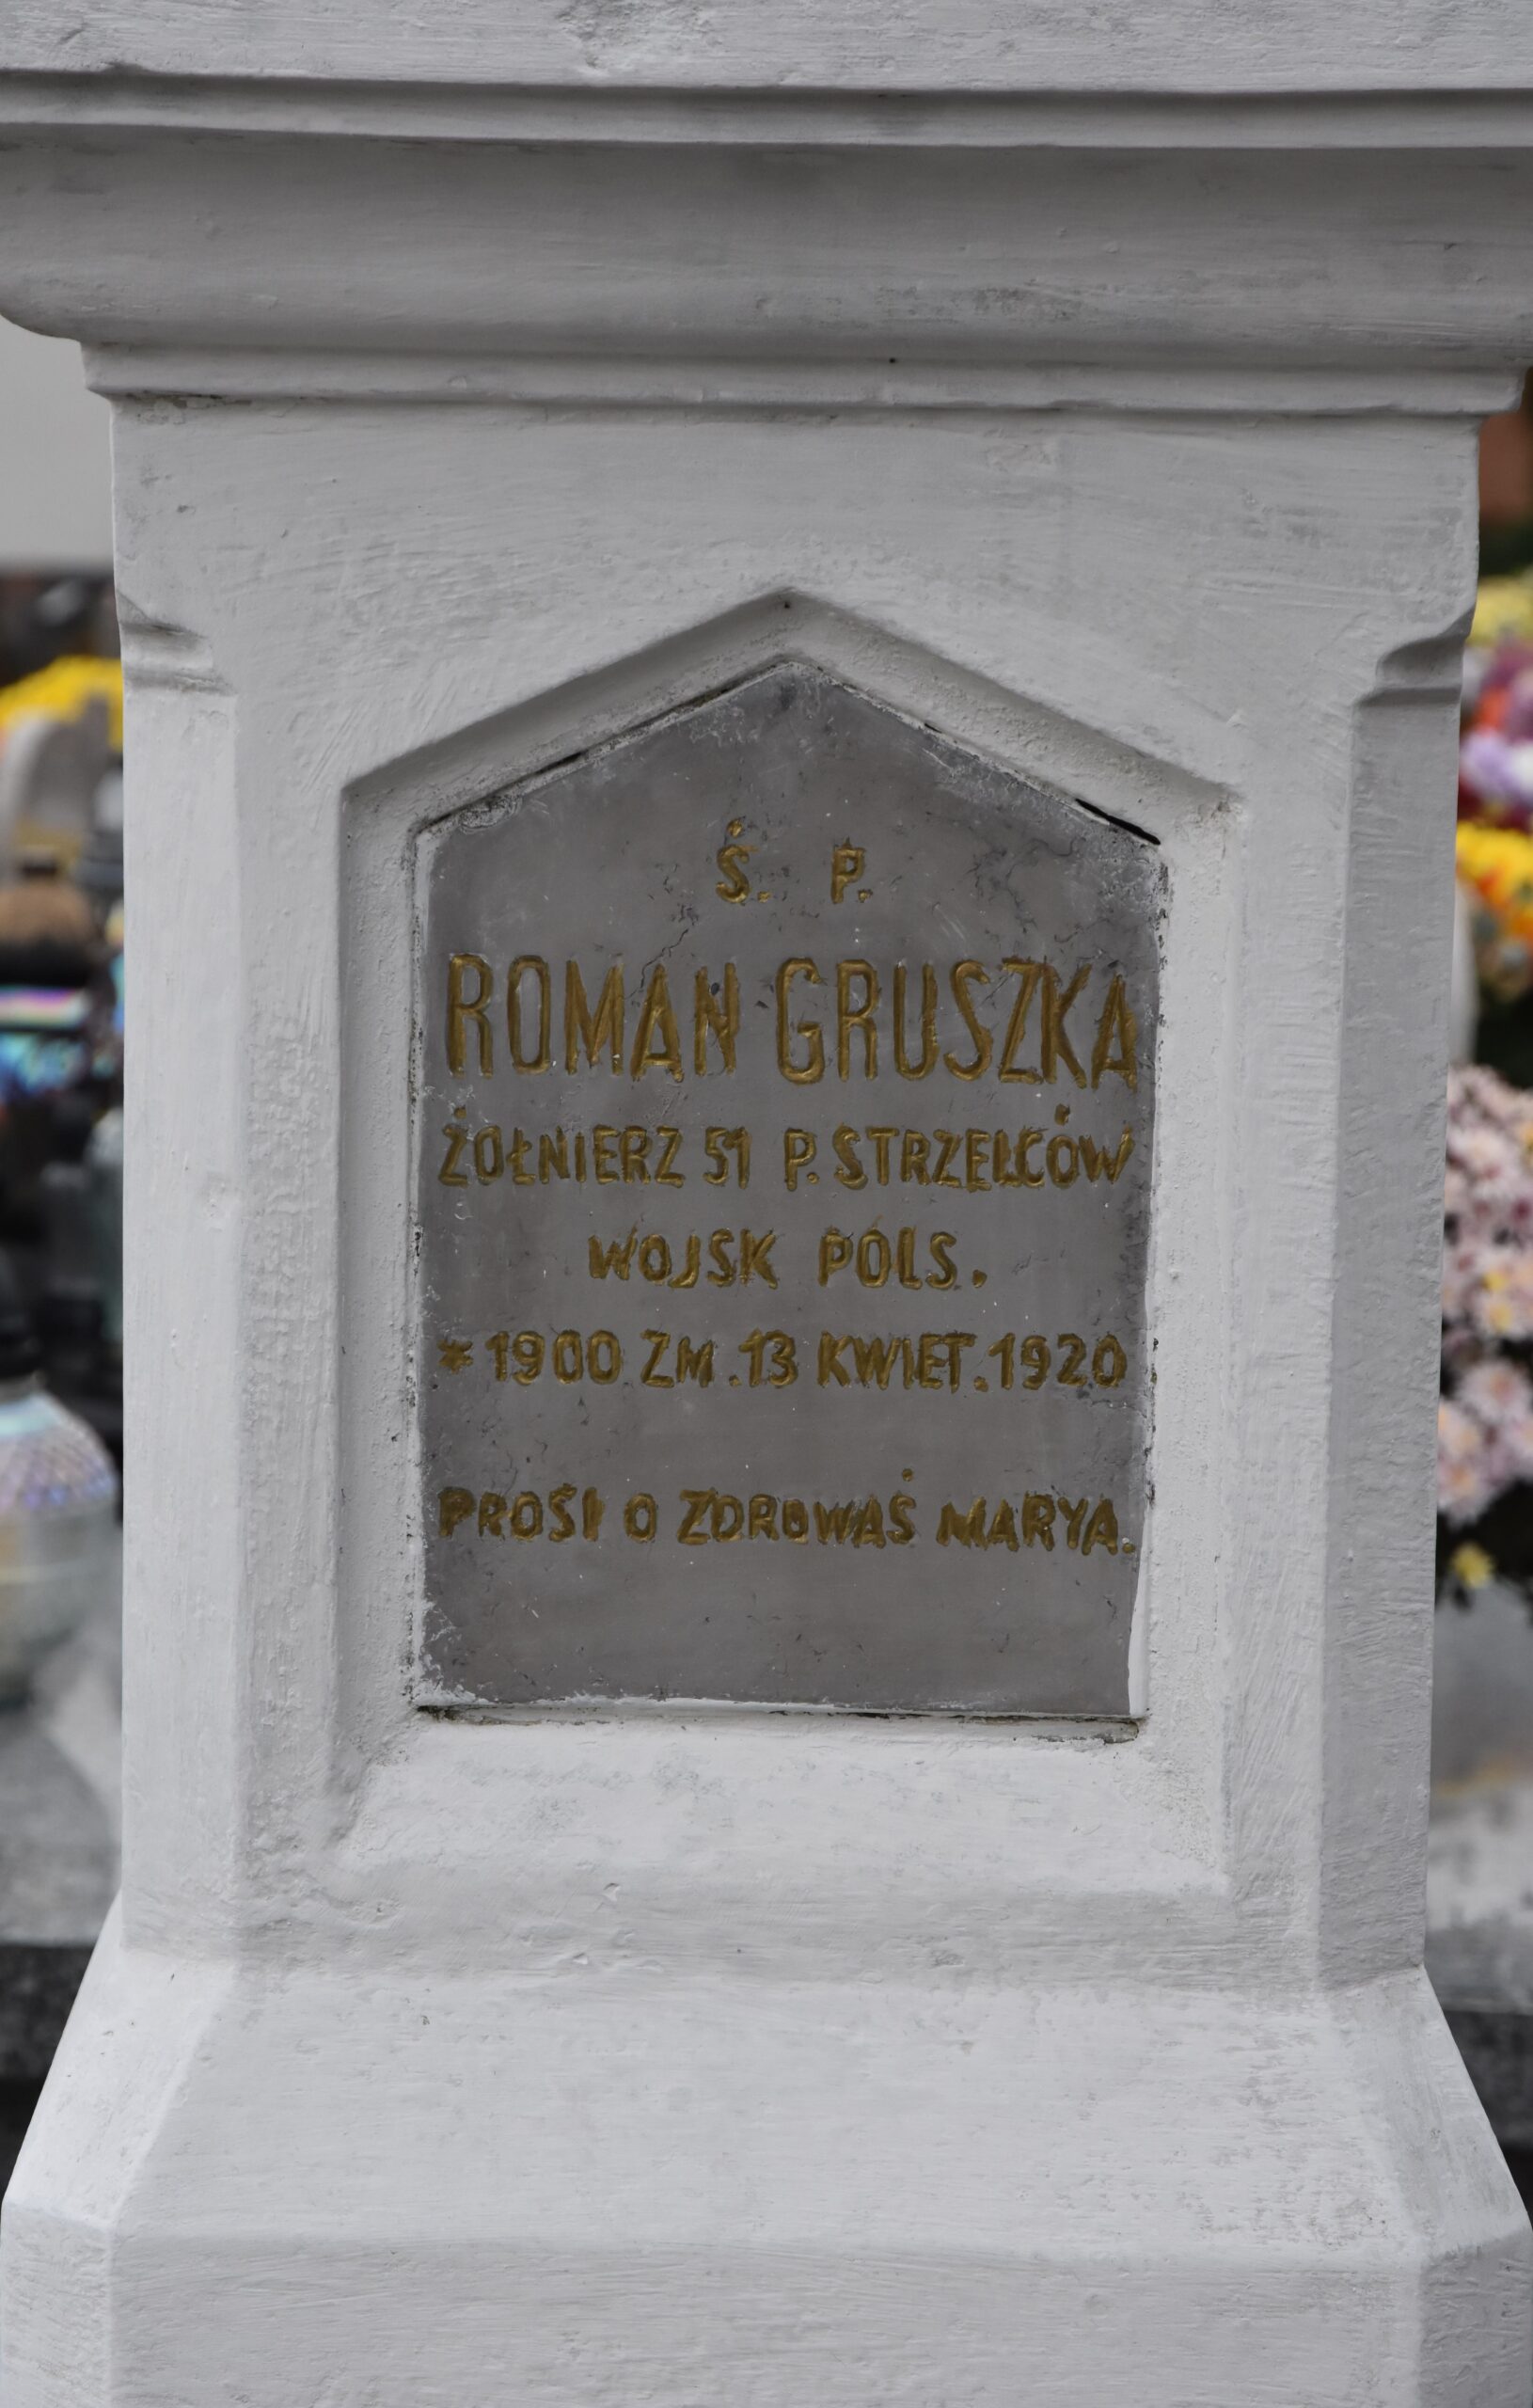 Ś. P.
ROMAN GRUSZKA
ŻOŁNIERZ 51 P. STRZELCÓW
WOJSK POLS.
* 1900 ZM. 13 KWIET. 1920
PROSI O ZDROWAŚ MARYA.